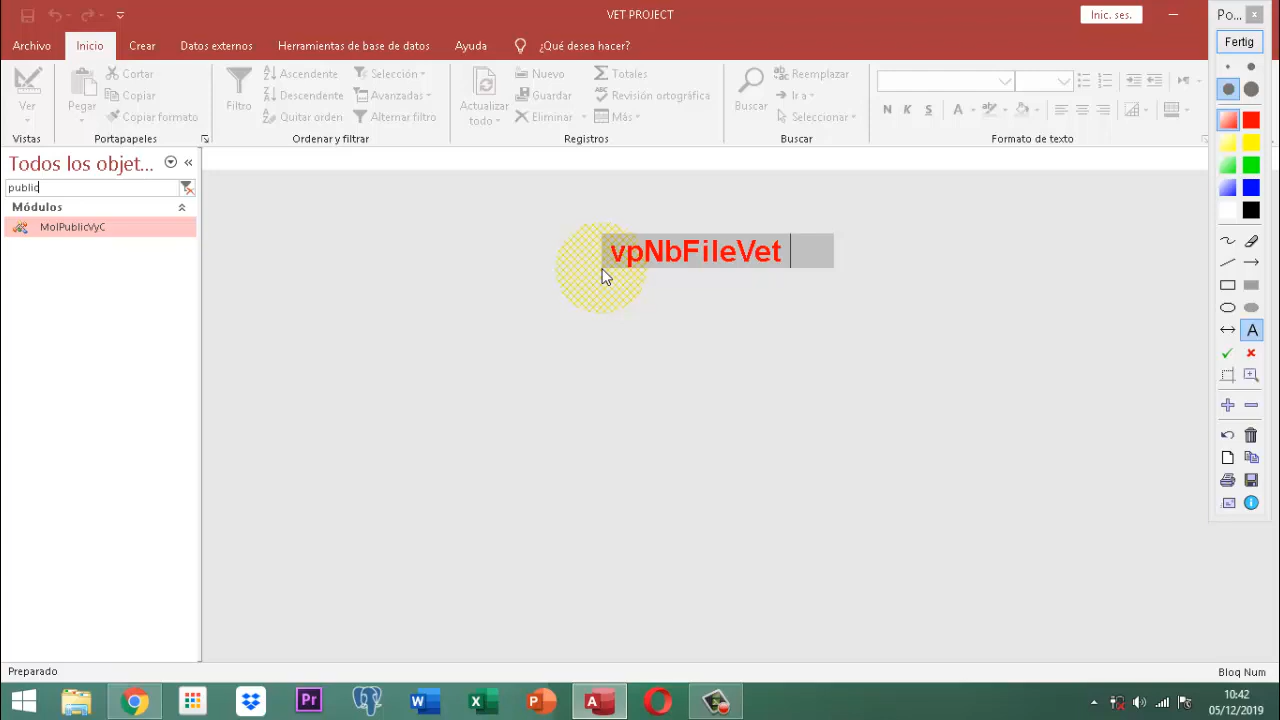 VET PROJECT
Inic. ses.
Po...
Archivo Inicio Crear Datos externos Herramientas de base de datos Ayuda ¿Qué desea hacer?
Fertig
Ver
Vistas
Pegar
Cortar
Copiar
Copiar formato
Portapapeles
Filtro
Ascendente
Descendente
Quitar orden
Selección
Avanzadas
Alternar filtro
Ordenar y filtrar
Actualizar todo
Nuevo
Guardar
Eliminar
Totales
Revisión ortográfica
Más
Registros
Buscar
Reemplazar
Ir a
Seleccionar
Buscar
N K S
A
Formato de texto
Todos los objet...
public
Módulos
MolPublicVyC
vpNbFileVet
A
Preparado
Bloq Num
Pr
W
X
P
A
10:42
05/12/2019